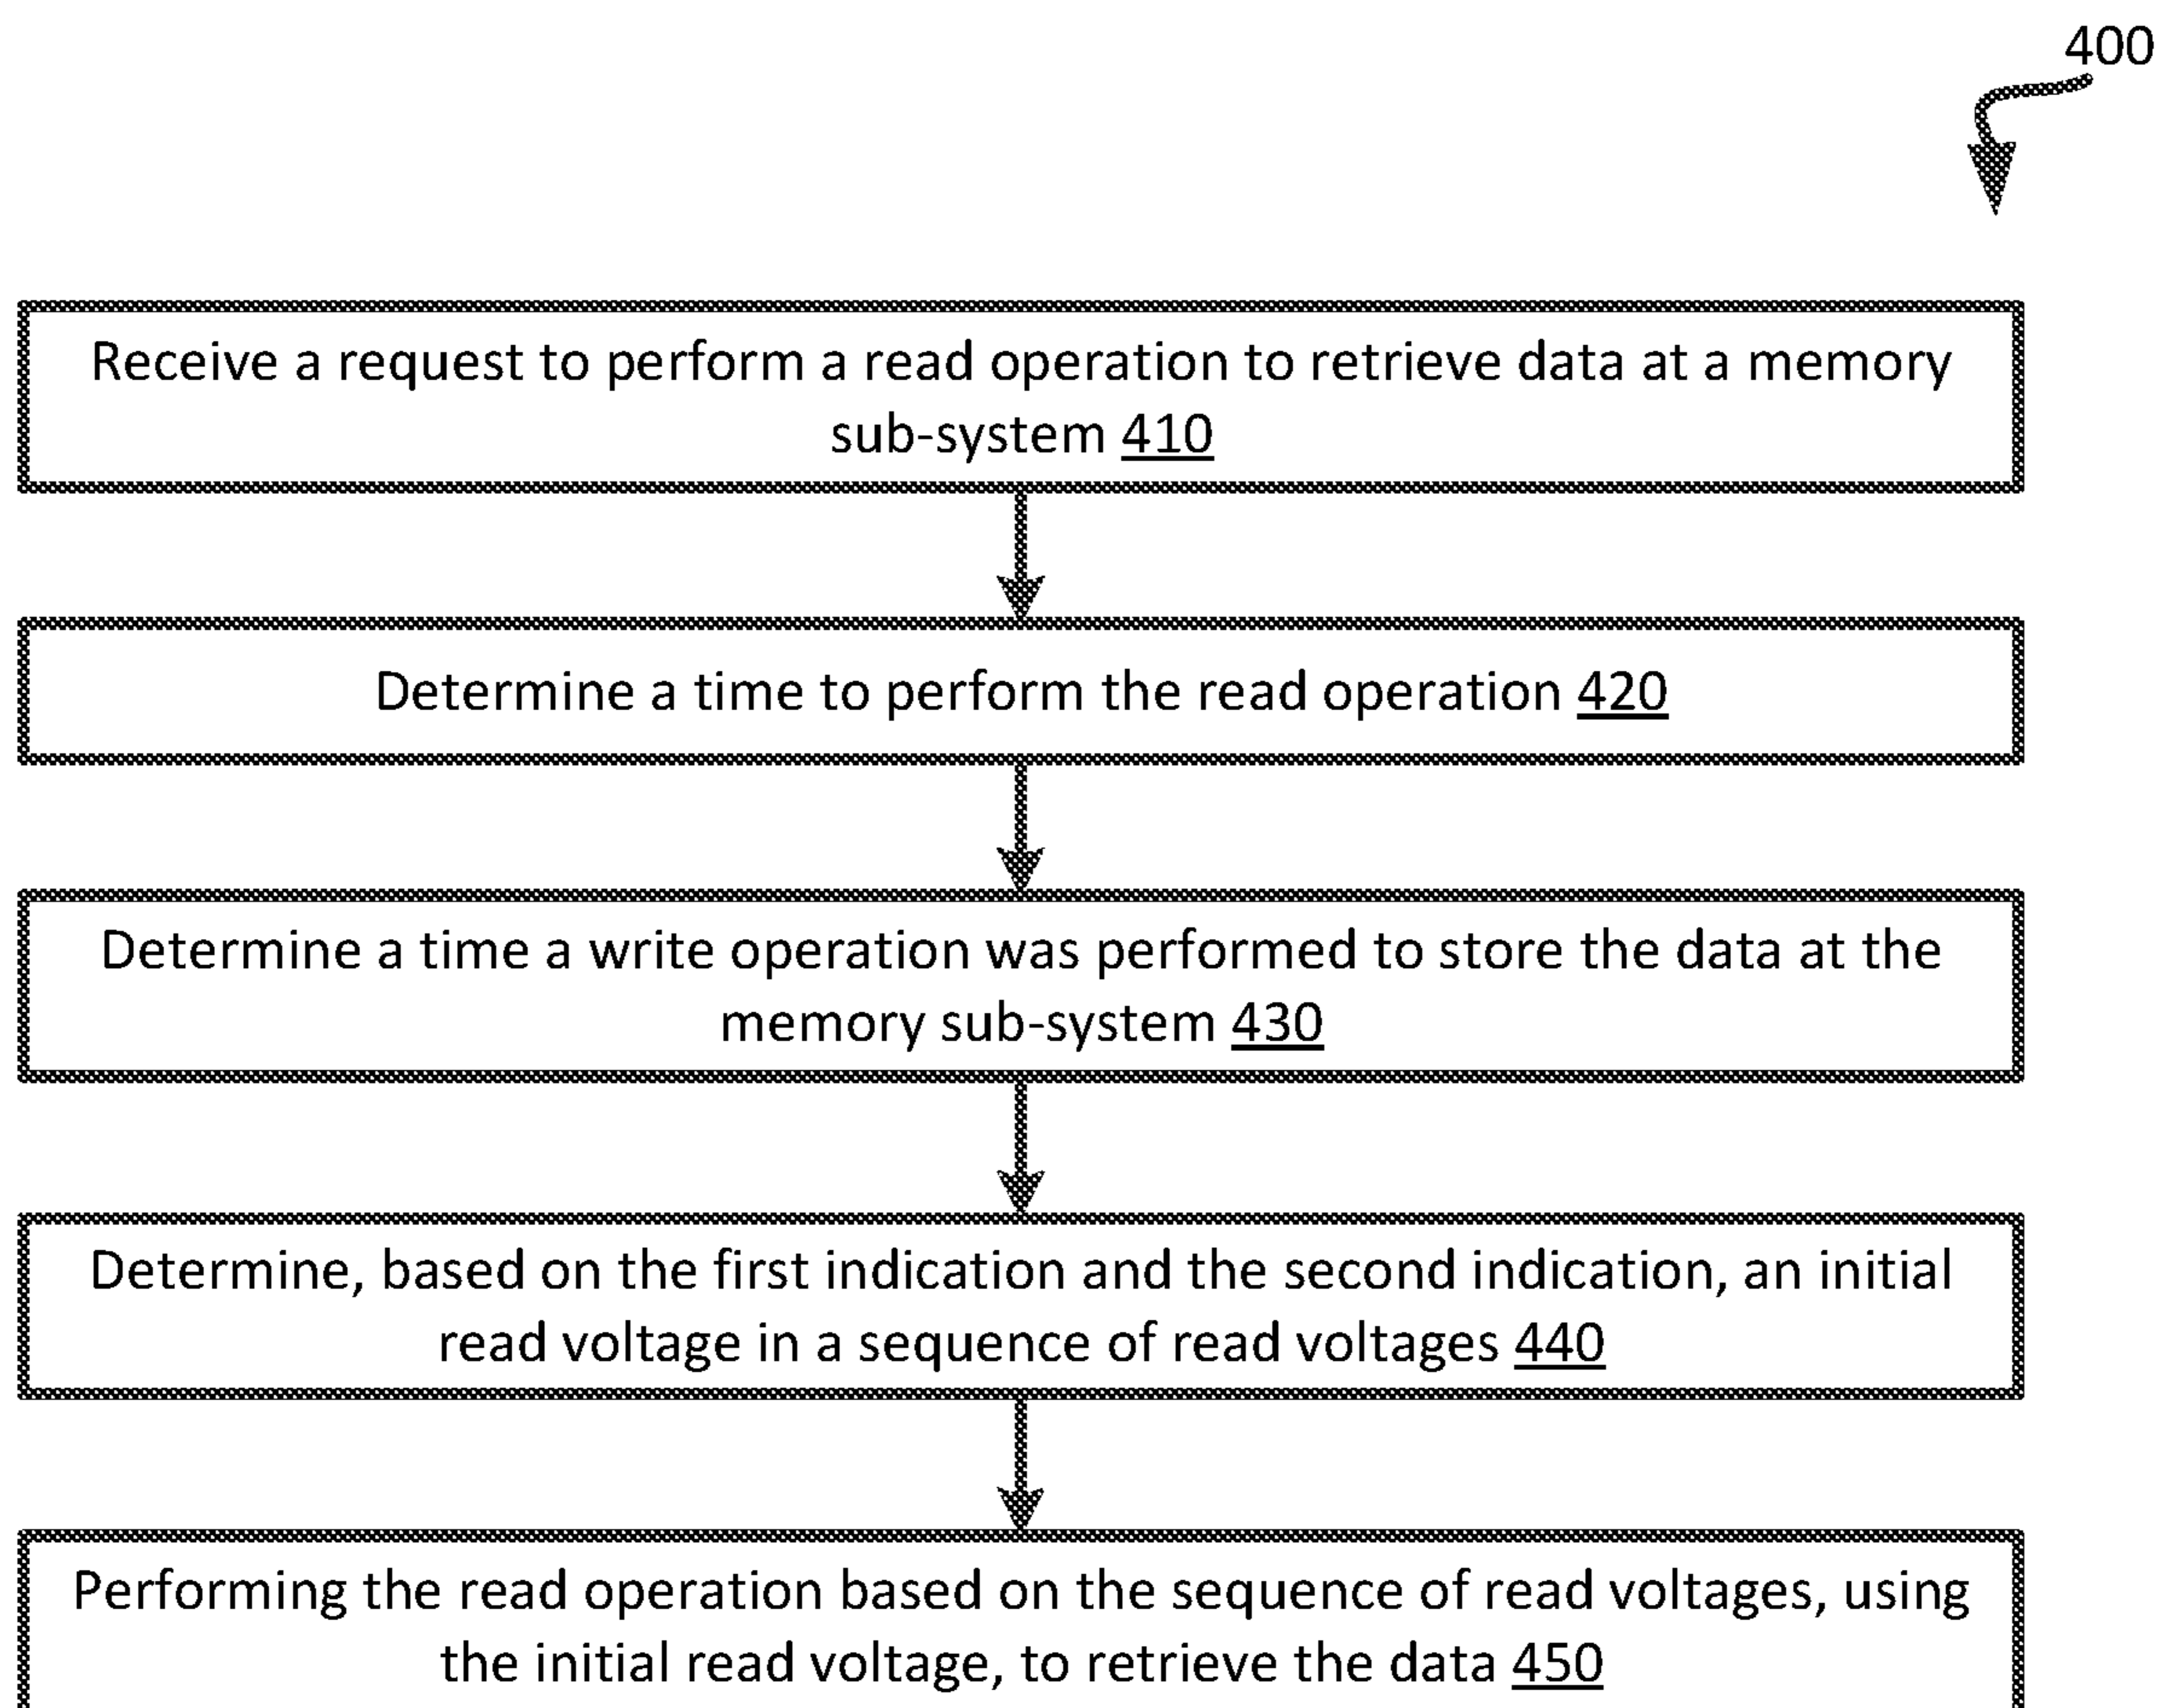 400
Receive a request to perform a read operation to retrieve data at a memory
sub-system 410
Determine a time to perform the read operation 420
Determine a time a write operation was performed to store the data at the
memory sub-system 430
Determine, based on the first indication and the second indication, an initial
read voltage in a sequence of read voltages 440
Performing the read operation based on the sequence of read voltages, using
the initial read voltage, to retrieve the data 450